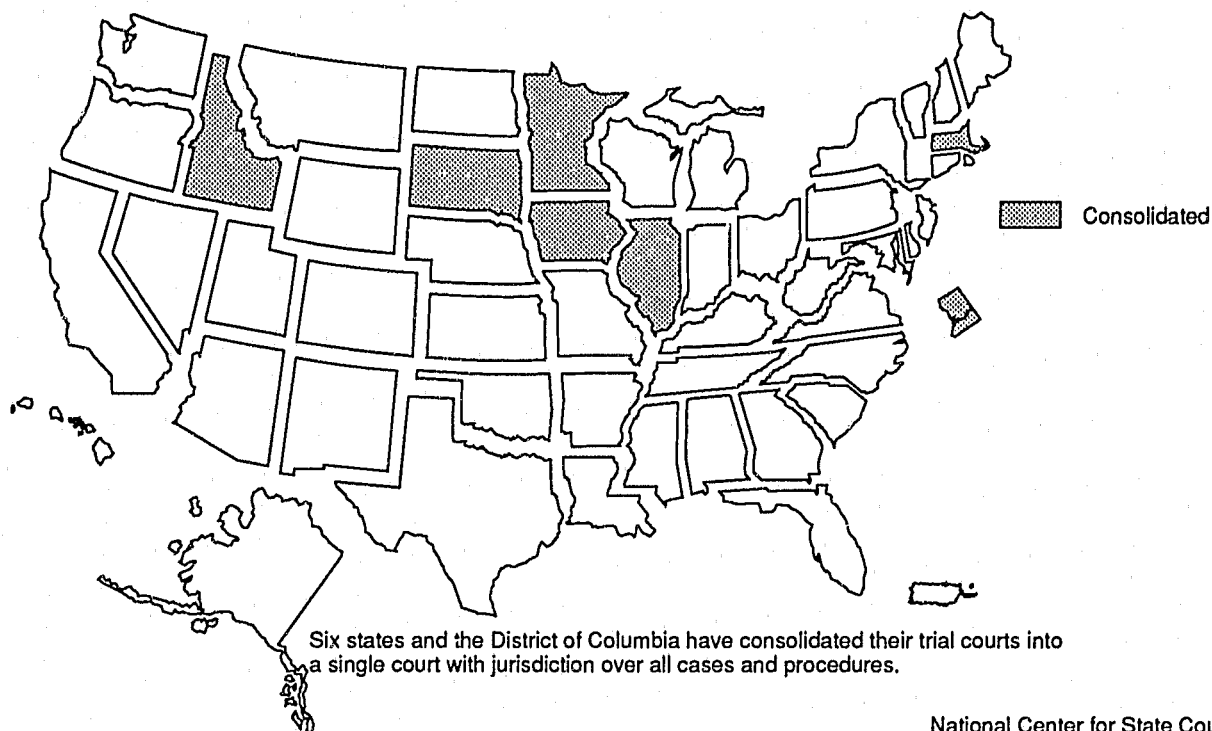 Consolidated
Six states and the District of Columbia have consolidated their trial courts into
a single court with jurisdiction over all cases and procedures.
National Center for State